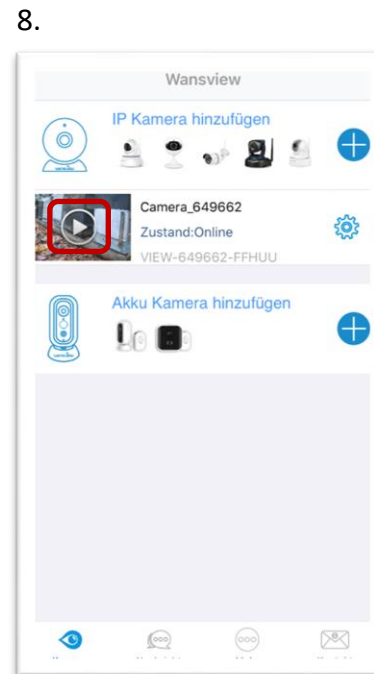 8.
Wansview
IP Kamera hinzufügen
Camera_649662
Zustand:Online
VIEW-649662-FFHUU
Akku Kamera hinzufügen